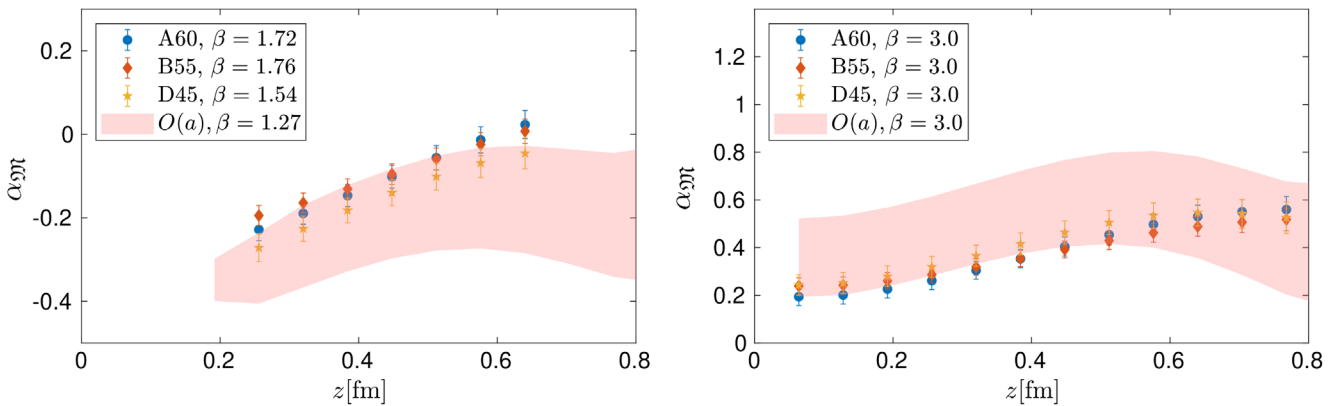 0.2
0
-0.2
-0.4
α𝔐
A60, β = 1.72
B55, β = 1.76
D45, β = 1.54
O(a), β = 1.27
0 0.2 0.4 0.6 0.8
z[fm]
1.2
1
0.8
0.6
0.4
0.2
0
α𝔐
A60, β = 3.0
B55, β = 3.0
D45, β = 3.0
O(a), β = 3.0
0 0.2 0.4 0.6 0.8
z[fm]